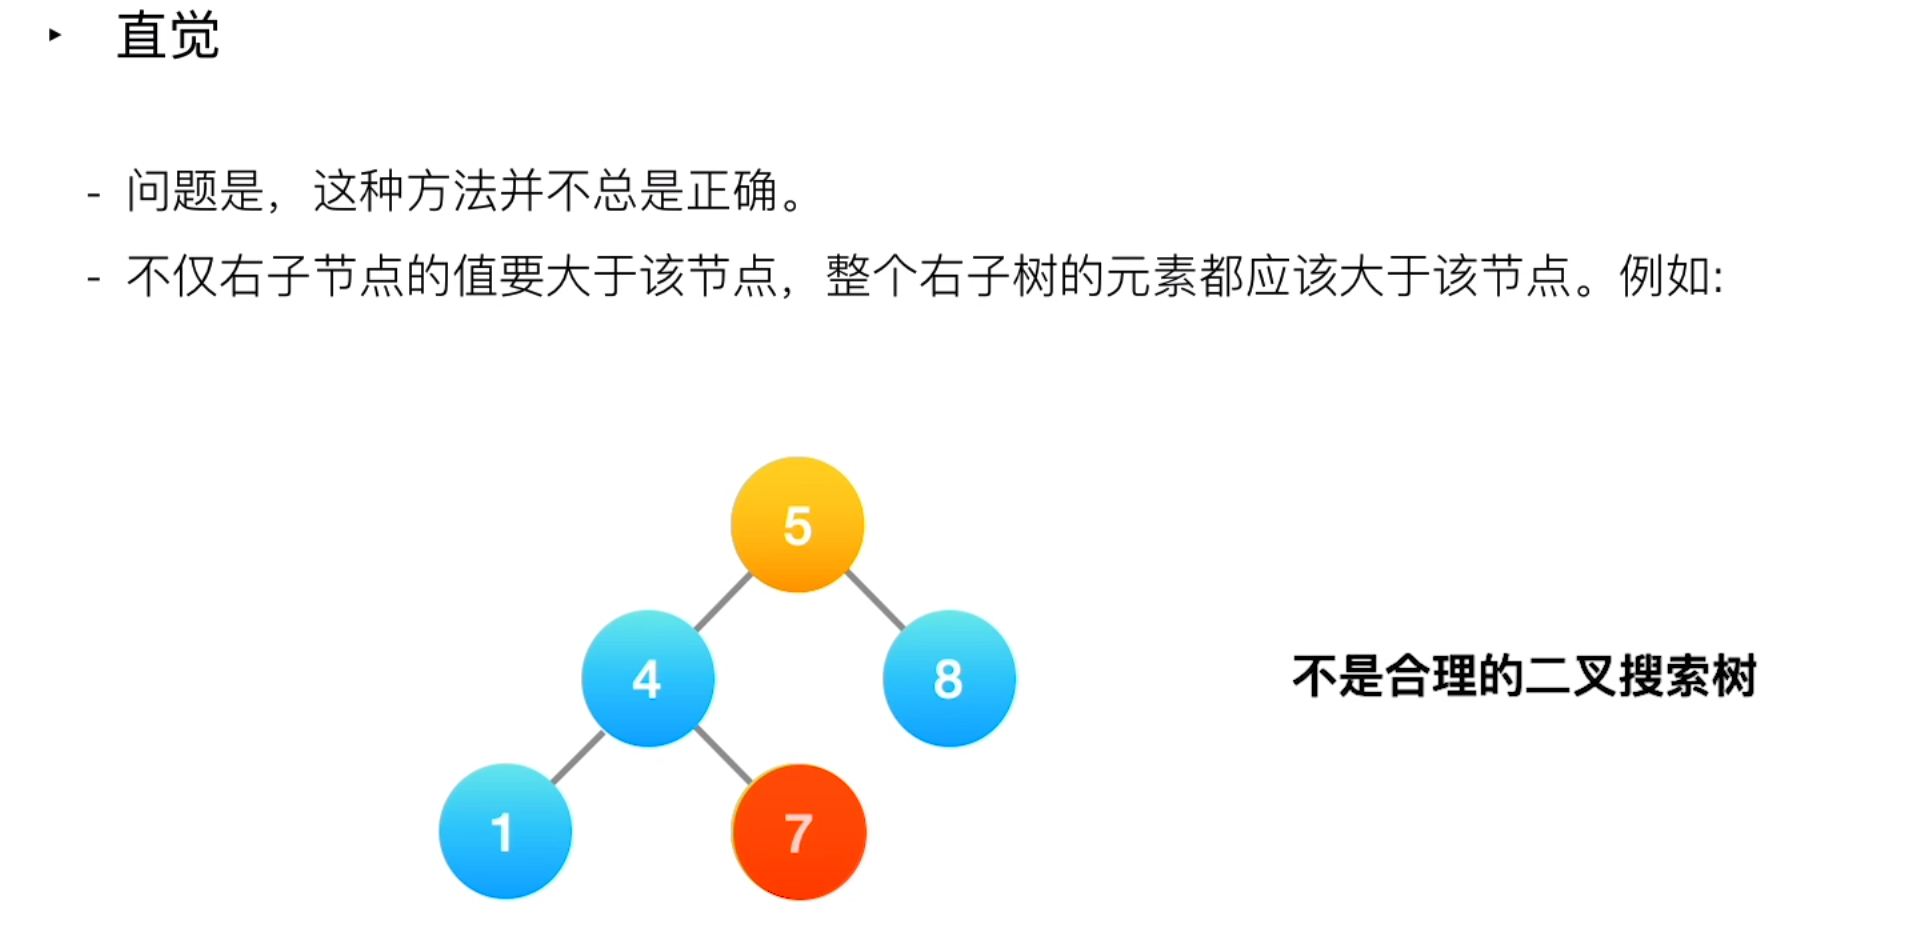 ‣ 直觉
- 问题是，这种方法并不总是正确。
- 不仅右子节点的值要大于该节点，整个右子树的元素都应该大于该节点。例如:
5
4 8
不是合理的二叉搜索树
1 7